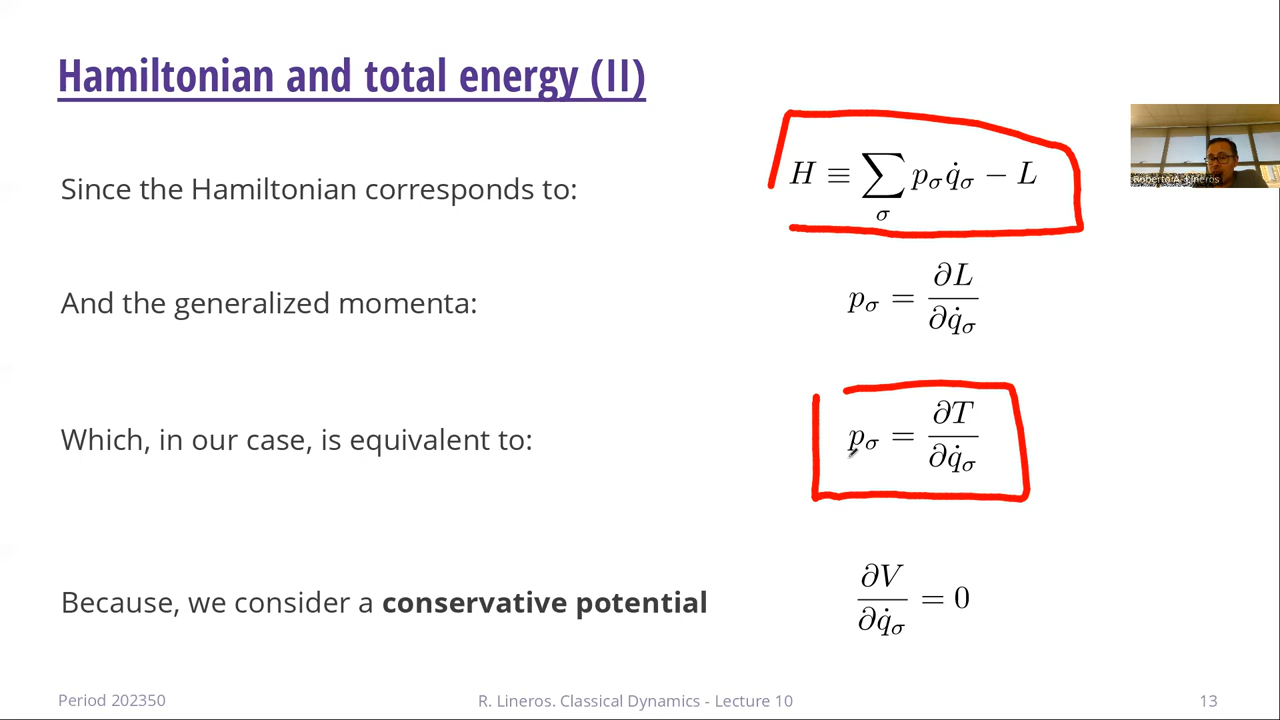 Hamiltonian and total energy (II)
Since the Hamiltonian corresponds to:
H ≡ ∑_σ p_σ q̇_σ − L
Roberto A. Lineros
And the generalized momenta:
p_σ = ∂L/∂q̇_σ
Which, in our case, is equivalent to:
p_σ = ∂T/∂q̇_σ
Because, we consider a conservative potential
∂V/∂q̇_σ = 0
Period 202350
R. Lineros. Classical Dynamics - Lecture 10
13